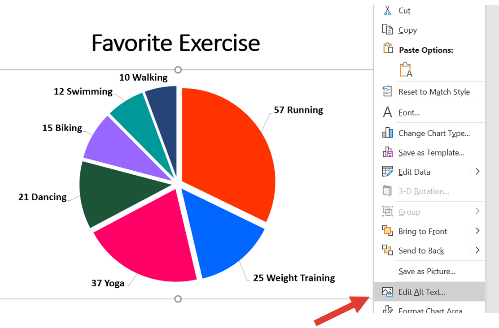 Favorite Exercise
10 Walking
12 Swimming
57 Running
15 Biking
21 Dancing
37 Yoga
25 Weight Training
Cut
Copy
Paste Options:
Reset to Match Style
Font...
Change Chart Type...
Save as Template...
Edit Data
3-D Rotation...
Group
Bring to Front
Send to Back
Save as Picture...
Edit Alt Text...
Format Chart Area